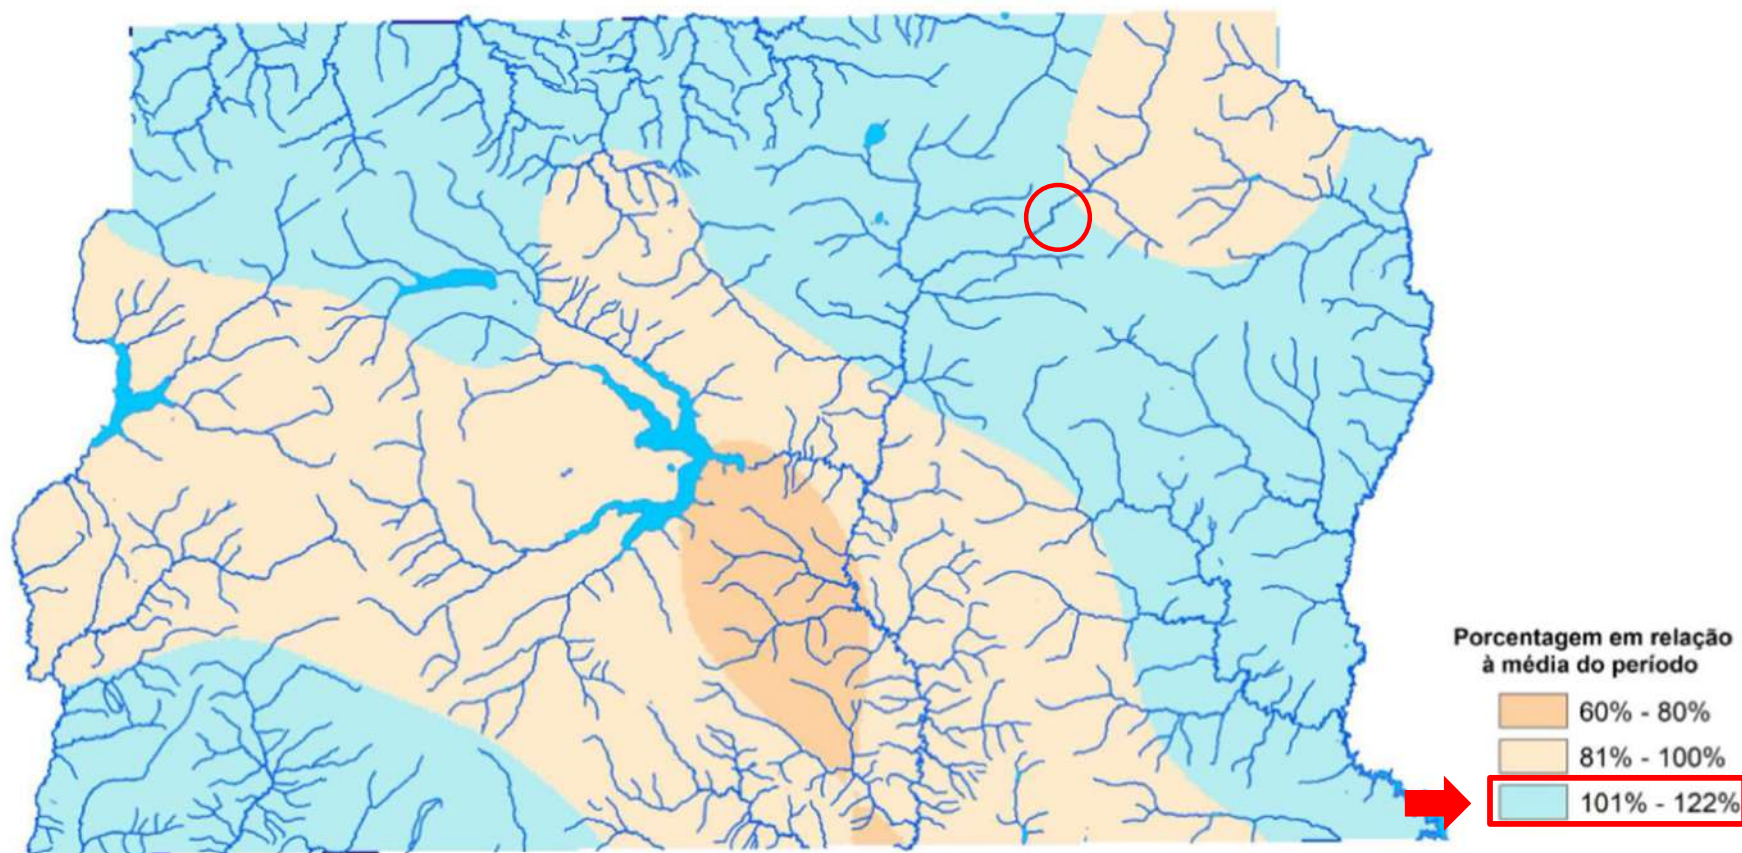 Porcentagem em relação
à média do período
60% - 80%
81% - 100%
101% - 122%